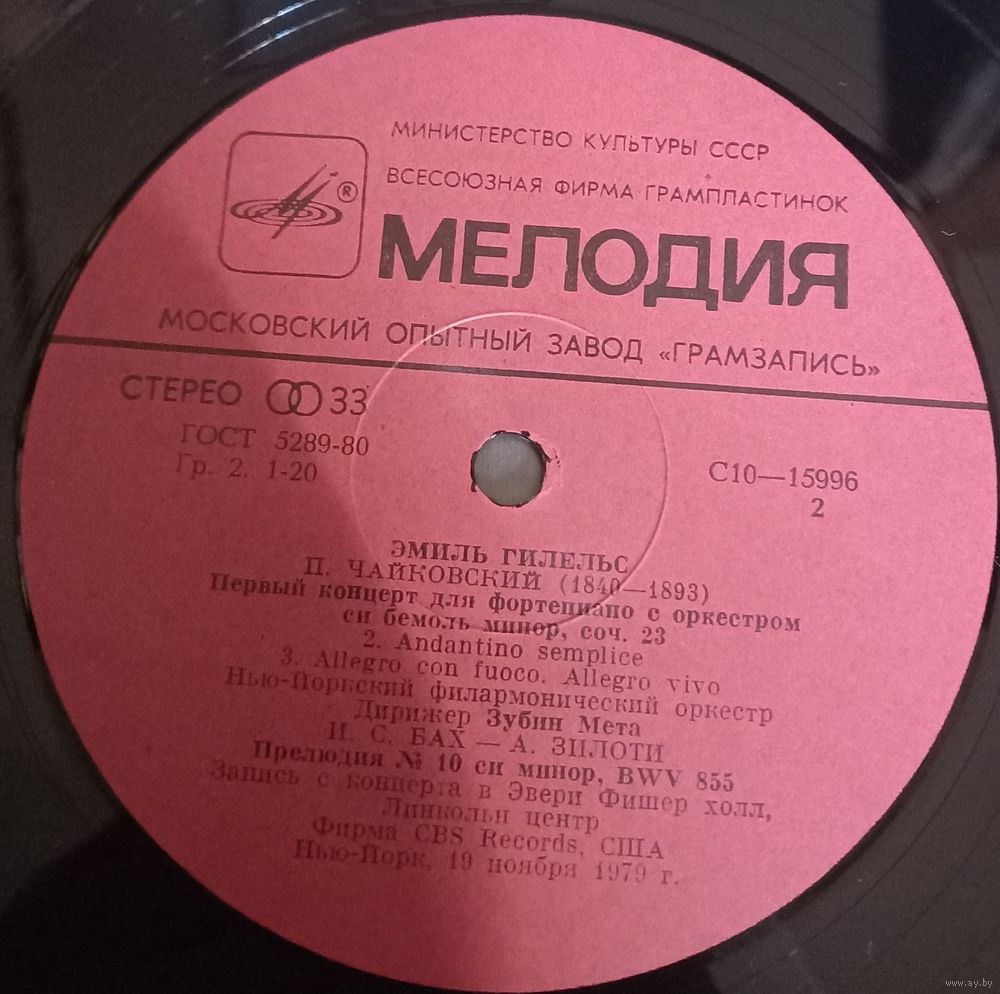 МИНИСТЕРСТВО КУЛЬТУРЫ СССР
ВСЕСОЮЗНАЯ ФИРМА ГРАМПЛАСТИНОК
®
МЕЛОДИЯ
МОСКОВСКИЙ ОПЫТНЫЙ ЗАВОД «ГРАМЗАПИСЬ»
СТЕРЕО 33
ГОСТ 5289-80
Гр. 2. 1-20
С10—15996
2
ЭМИЛЬ ГИЛЕЛЬС
П. ЧАЙКОВСКИЙ (1840—1893)
Первый концерт для фортепиано с оркестром
си бемоль минор, соч. 23
2. Andantino semplice
3. Allegro con fuoco. Allegro vivo
Нью-Йоркский филармонический оркестр
Дирижер Зубин Мета
И. С. БАХ — А. ЗИЛОТИ
Прелюдия № 10 си минор, BWV 855
Запись с концерта в Эвери Фишер холл,
Линкольн центр
Фирма CBS Records, США
Нью-Йорк, 19 ноября 1979 г.
www.ay.by